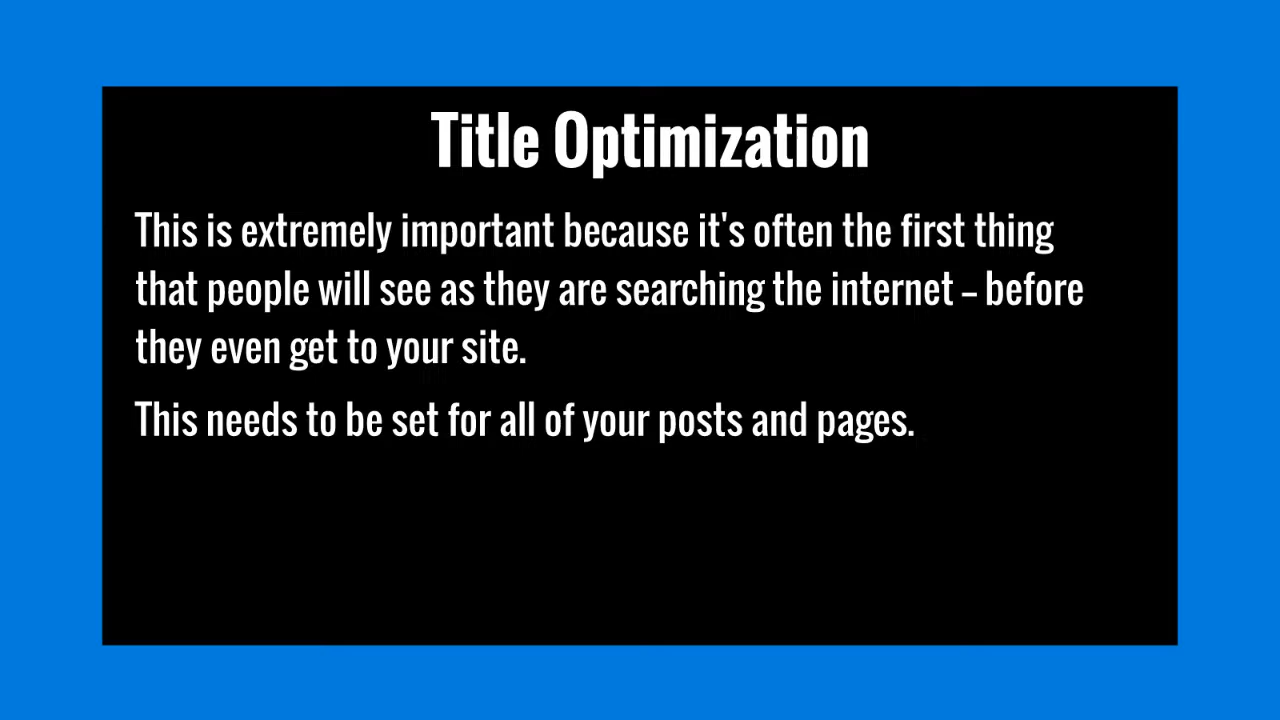 Title Optimization
This is extremely important because it's often the first thing
that people will see as they are searching the internet – before
they even get to your site.
This needs to be set for all of your posts and pages.